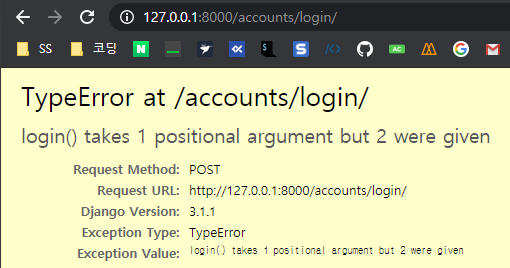 127.0.0.1:8000/accounts/login/
SS 코딩 N S S AC G M
TypeError at /accounts/login/
login() takes 1 positional argument but 2 were given
Request Method: POST
Request URL: http://127.0.0.1:8000/accounts/login/
Django Version: 3.1.1
Exception Type: TypeError
Exception Value: login() takes 1 positional argument but 2 were given